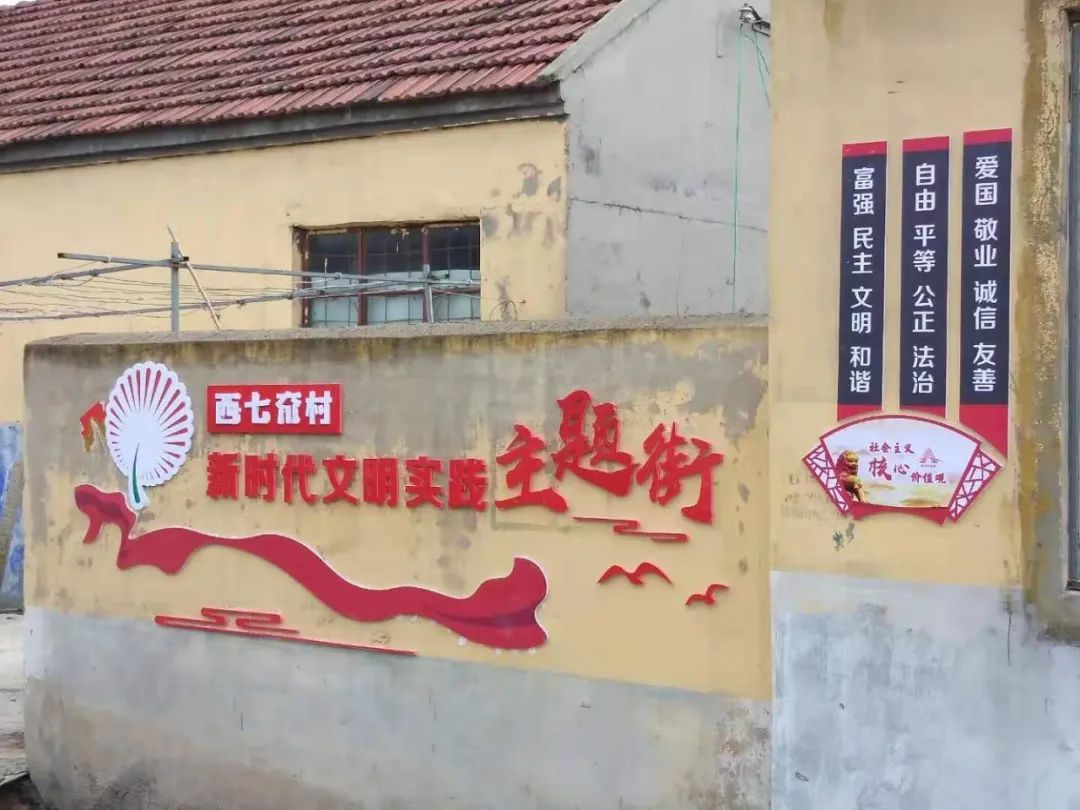 西七夼村
新时代文明实践主题街
富强 民主 文明 和谐
自由 平等 公正 法治
爱国 敬业 诚信 友善
社会主义
核心价值观